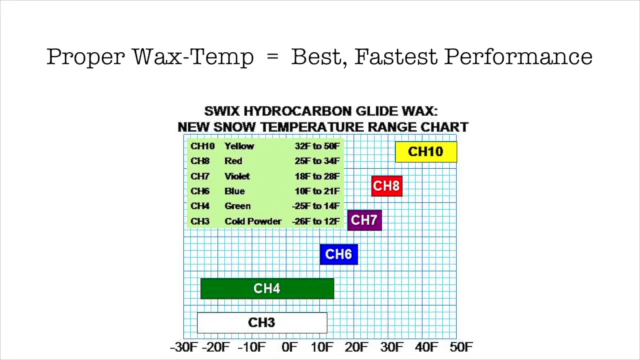 Proper Wax-Temp = Best, Fastest Performance
SWIX HYDROCARBON GLIDE WAX:
NEW SNOW TEMPERATURE RANGE CHART
CH10 Yellow 32F to 50F
CH8 Red 25F to 34F
CH7 Violet 18F to 28F
CH6 Blue 10F to 21F
CH4 Green -25F to 14F
CH3 Cold Powder -26F to 12F
CH10
CH8
CH7
CH6
CH4
CH3
-30F -20F -10F 0F 10F 20F 30F 40F 50F